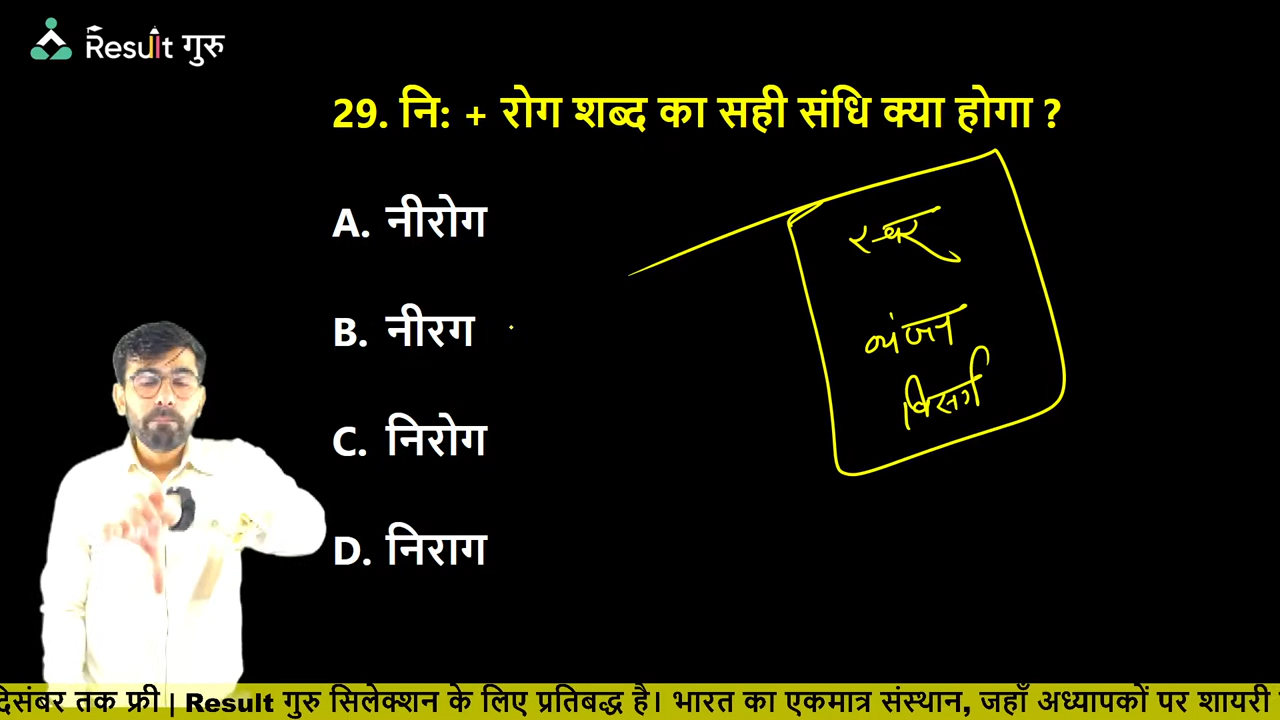 Result गुरु
29. नि: + रोग शब्द का सही संधि क्या होगा ?
A. नीरोग
B. नीरग
C. निरोग
D. निराग
स्वर
व्यंजन
विसर्ग
दिसंबर तक फ्री | Result गुरु सिलेक्शन के लिए प्रतिबद्ध है। भारत का एकमात्र संस्थान, जहाँ अध्यापकों पर शायरी